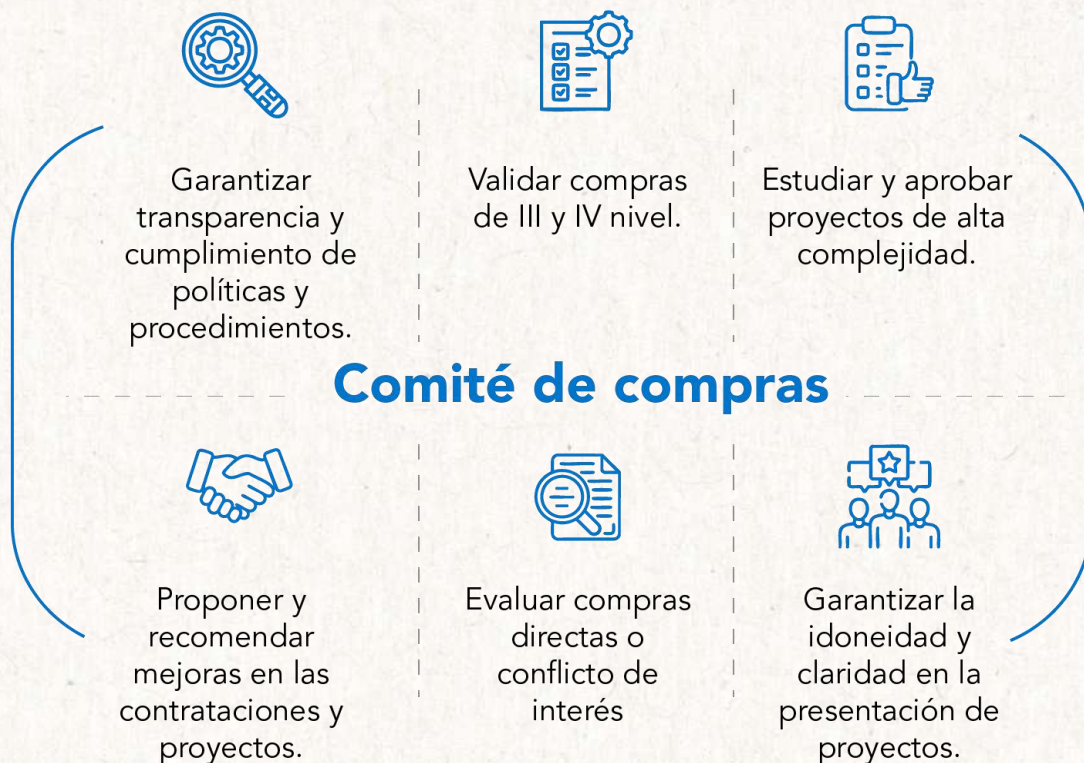 Garantizar
transparencia y
cumplimiento de
políticas y
procedimientos.
Validar compras
de III y IV nivel.
Estudiar y aprobar
proyectos de alta
complejidad.
Comité de compras
Proponer y
recomendar
mejoras en las
contrataciones y
proyectos.
Evaluar compras
directas o
conflicto de
interés
Garantizar la
idoneidad y
claridad en la
presentación de
proyectos.